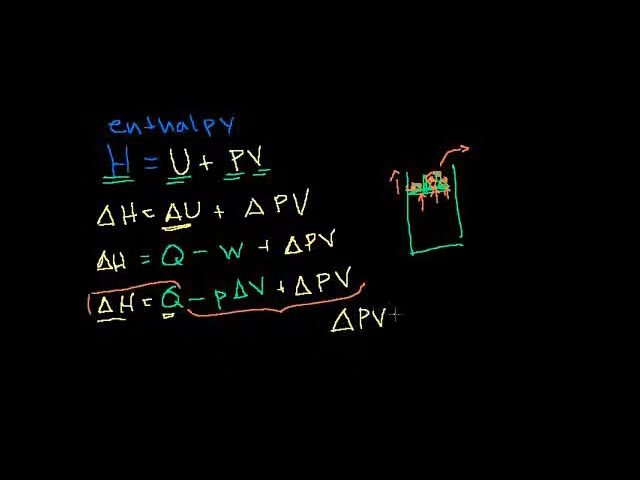 enthalpy
H = U + PV
ΔH = ΔU + ΔPV
ΔH = Q - W + ΔPV
ΔH = Q - PΔV + ΔPV
ΔPV+